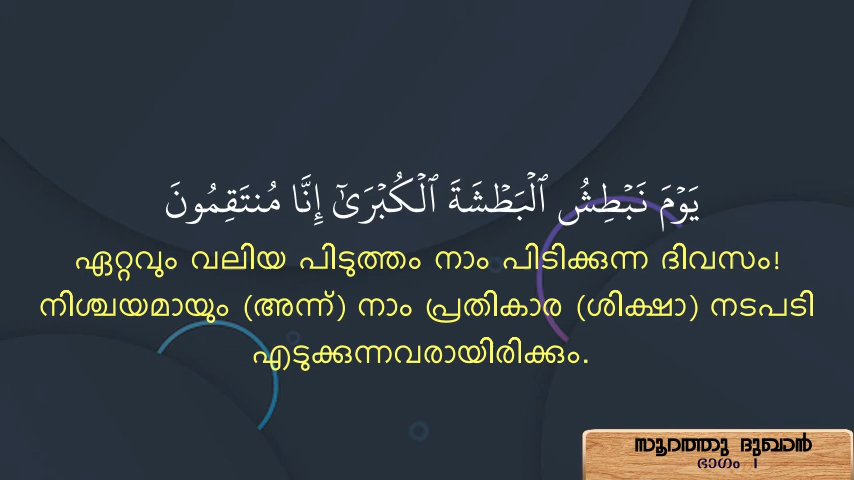 يَوْمَ نَبْطِشُ ٱلْبَطْشَةَ ٱلْكُبْرَىٰٓ إِنَّا مُنتَقِمُونَ
ഏറ്റവും വലിയ പിടുത്തം നാം പിടിക്കുന്ന ദിവസം!
നിശ്ചയമായും (അന്ന്) നാം പ്രതികാര (ശിക്ഷാ) നടപടി
എടുക്കുന്നവരായിരിക്കും.
സൂറത്തു ദുഖാൻ
ഭാഗം 1